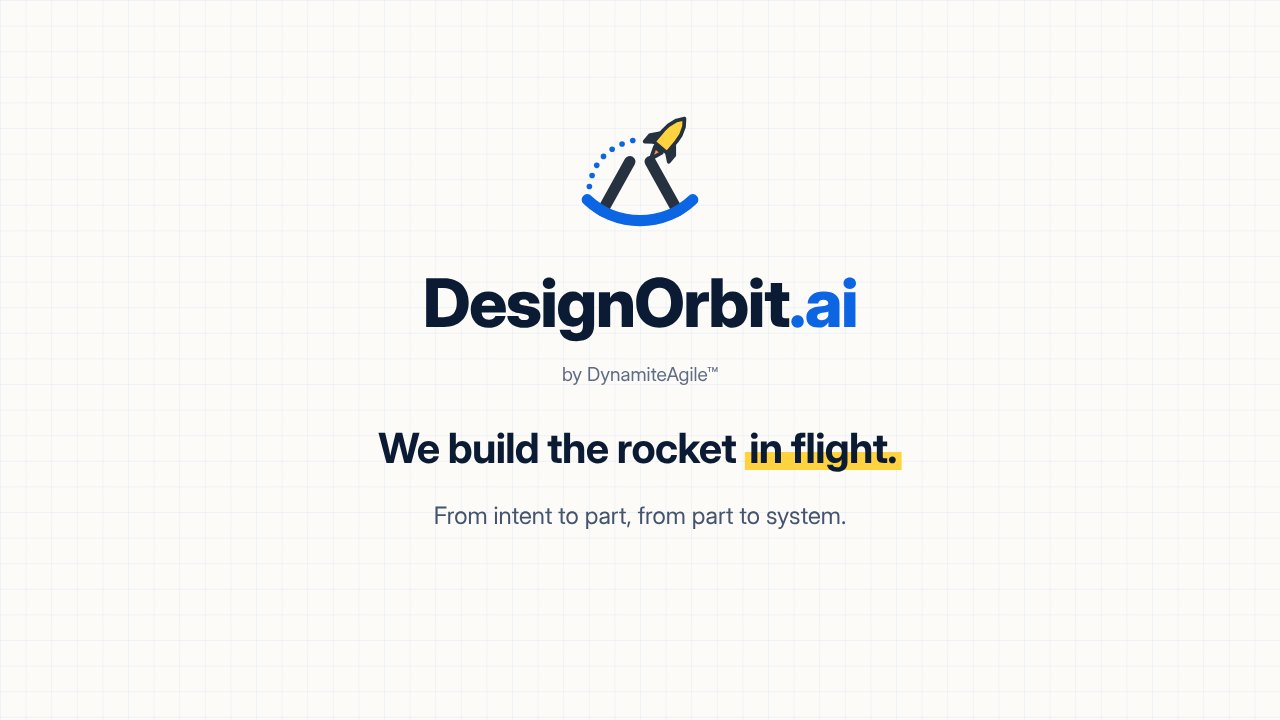 DesignOrbit.ai
by DynamiteAgile™
We build the rocket in flight.
From intent to part, from part to system.